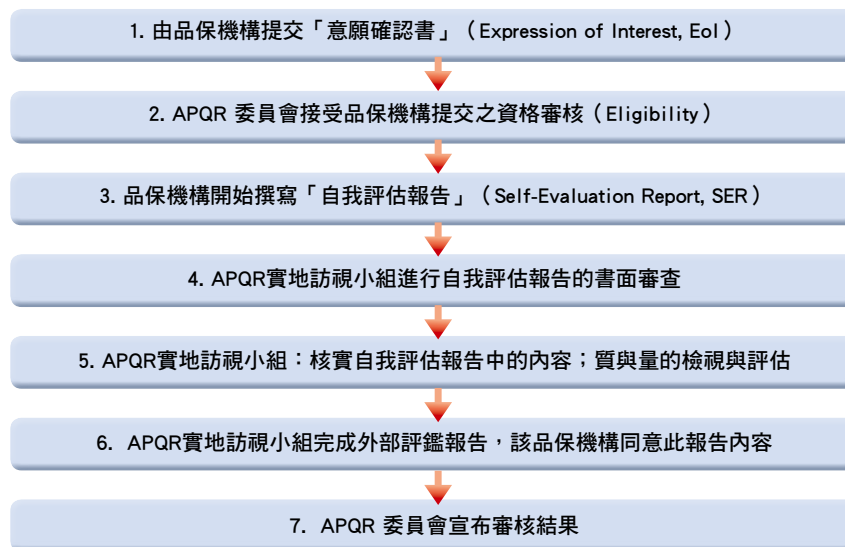 1. 由品保機構提交「意願確認書」（Expression of Interest, EoI）
2. APQR 委員會接受品保機構提交之資格審核（Eligibility）
3. 品保機構開始撰寫「自我評估報告」（Self-Evaluation Report, SER）
4. APQR實地訪視小組進行自我評估報告的書面審查
5. APQR實地訪視小組：核實自我評估報告中的內容；質與量的檢視與評估
6. APQR實地訪視小組完成外部評鑑報告，該品保機構同意此報告內容
7. APQR 委員會宣布審核結果